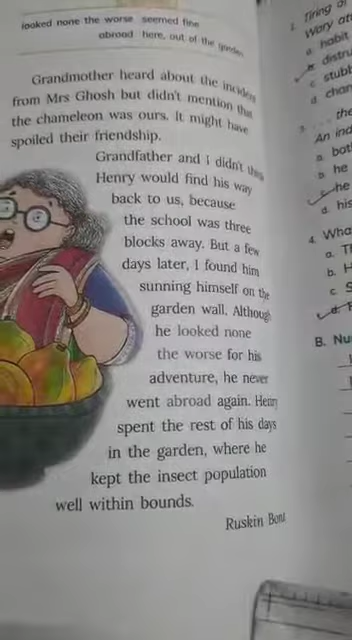 looked none the worse seemed fine
abroad here, out of the garden
Grandmother heard about the incident
from Mrs Ghosh but didn't mention that
the chameleon was ours. It might have
spoiled their friendship.
Grandfather and I didn't
Henry would find his way
back to us, because
the school was three
blocks away. But a few
days later, I found him
sunning himself on the
garden wall. Although
he looked none
the worse for his
adventure, he never
went abroad again. Henry
spent the rest of his days
in the garden, where he
kept the insect population
well within bounds.
Ruskin Bond
a. habit
3. . . . the
An
a.
b. he
c. he
d. his
4.
a.
b.
c.
d.
B.